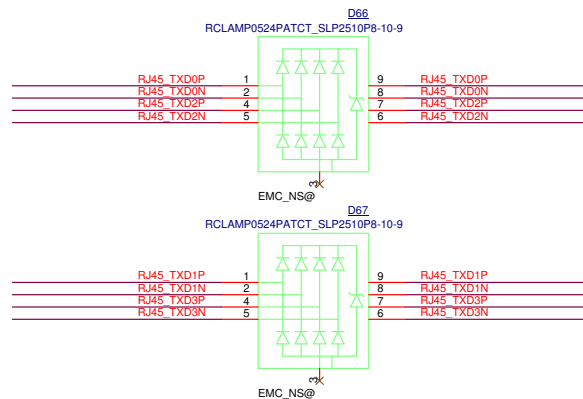 D66
RCLAMP0524PATCT_SLP2510P8-10-9
RJ45_TXD0P 1 9 RJ45_TXD0P
RJ45_TXD0N 2 8 RJ45_TXD0N
RJ45_TXD2P 4 7 RJ45_TXD2P
RJ45_TXD2N 5 6 RJ45_TXD2N
3
EMC_NS@
D67
RCLAMP0524PATCT_SLP2510P8-10-9
RJ45_TXD1P 1 9 RJ45_TXD1P
RJ45_TXD1N 2 8 RJ45_TXD1N
RJ45_TXD3P 4 7 RJ45_TXD3P
RJ45_TXD3N 5 6 RJ45_TXD3N
3
EMC_NS@